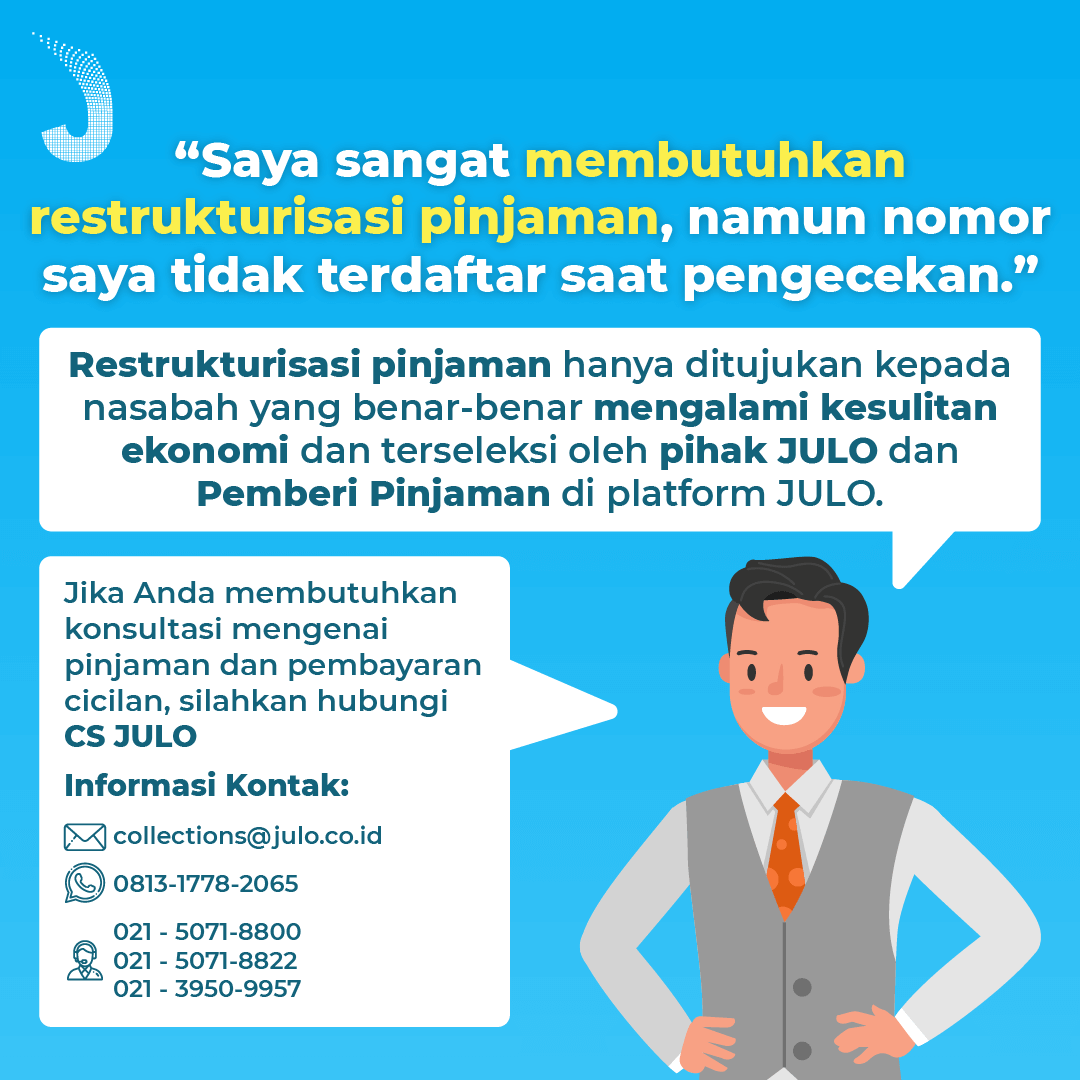 J
“Saya sangat membutuhkan
restrukturisasi pinjaman, namun nomor
saya tidak terdaftar saat pengecekan.”
Restrukturisasi pinjaman hanya ditujukan kepada
nasabah yang benar-benar mengalami kesulitan
ekonomi dan terseleksi oleh pihak JULO dan
Pemberi Pinjaman di platform JULO.
Jika Anda membutuhkan
konsultasi mengenai
pinjaman dan pembayaran
cicilan, silahkan hubungi
CS JULO
Informasi Kontak:
collections@julo.co.id
0813-1778-2065
021 - 5071-8800
021 - 5071-8822
021 - 3950-9957